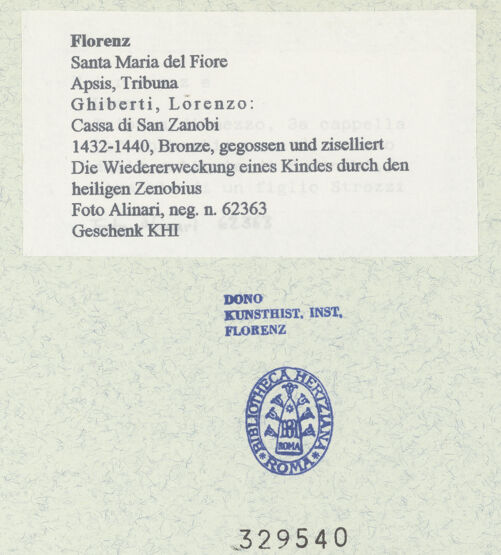 Florenz
Santa Maria del Fiore
Apsis, Tribuna
Ghiberti, Lorenzo:
Cassa di San Zanobi
1432-1440, Bronze, gegossen und ziselliert
Die Wiedererweckung eines Kindes durch den
heiligen Zenobius
Foto Alinari, neg. n. 62363
Geschenk KHI
DONO
KUNSTHIST. INST,
FLORENZ
BIBLIOTHECA HERTZIANA
BH
ROMA
ROMA
329540